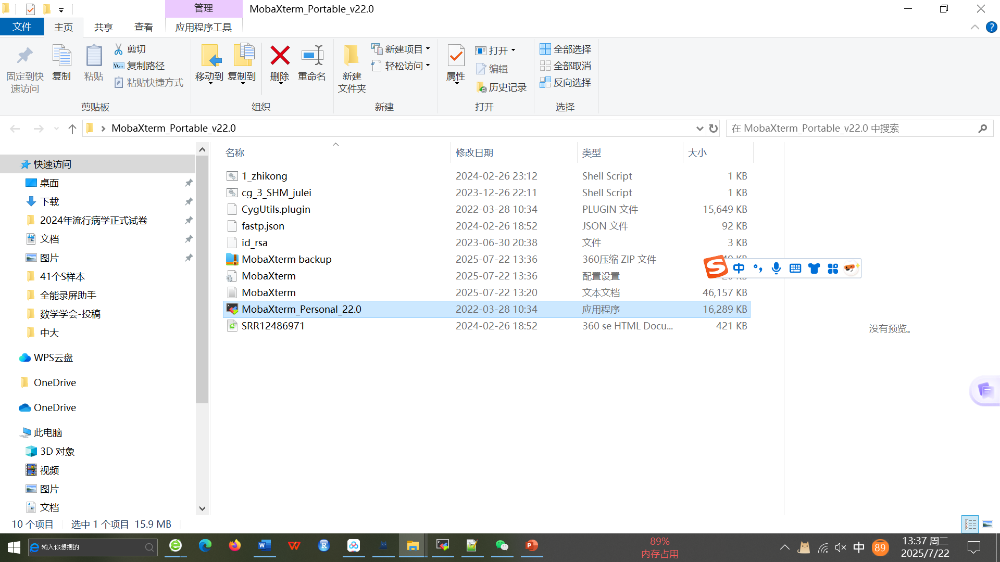 管理
MobaXterm_Portable_v22.0
文件
主页
共享
查看
应用程序工具
固定到快
速访问
复制
粘贴
剪切
复制路径
粘贴快捷方式
剪贴板
移动到
复制到
删除
重命名
组织
新建
文件夹
新建项目
轻松访问
新建
属性
打开
编辑
历史记录
打开
全部选择
全部取消
反向选择
选择
MobaXterm_Portable_v22.0
在 MobaXterm_Portable_v22.0 中搜索
快速访问
桌面
下载
2024年流行病学正式试卷
文档
图片
41个S样本
全能录屏助手
数学学会-投稿
中大
WPS云盘
OneDrive
OneDrive
此电脑
3D 对象
视频
图片
文档
名称 修改日期 类型 大小
1_zhikong 2024-02-26 23:12 Shell Script 1 KB
cg_3_SHM_julei 2023-12-26 22:11 Shell Script 1 KB
CygUtils.plugin 2022-03-28 10:34 PLUGIN 文件 15,649 KB
fastp.json 2024-02-26 18:52 JSON 文件 92 KB
id_rsa 2023-06-30 20:38 文件 3 KB
MobaXterm backup 2025-07-22 13:36 360压缩 ZIP 文件
MobaXterm 2025-07-22 13:36 配置设置
MobaXterm 2025-07-22 13:20 文本文档 46,157 KB
MobaXterm_Personal_22.0 2022-03-28 10:34 应用程序 16,289 KB
SRR12486971 2024-02-26 18:52 360 se HTML Docu... 421 KB
中
没有预览。
10 个项目 选中 1 个项目 15.9 MB
输入你想搜的
89%
内存占用
中
89
13:37 周二
2025/7/22